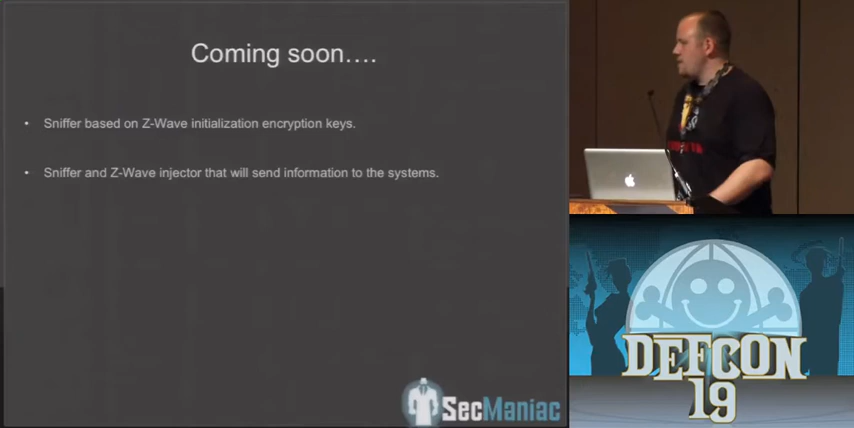 Coming soon….
• Sniffer based on Z-Wave initialization encryption keys.
• Sniffer and Z-Wave injector that will send information to the systems.
SecManiac
DEFCON
19